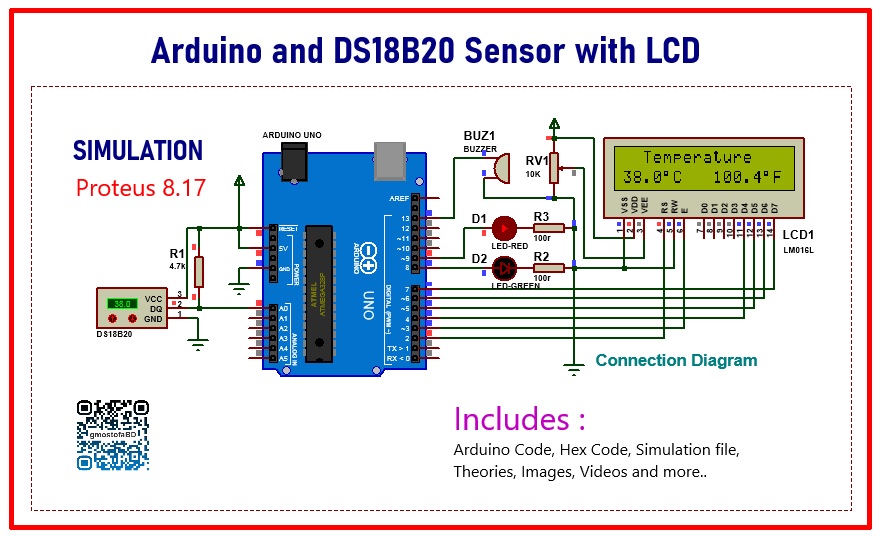 Arduino and DS18B20 Sensor with LCD
SIMULATION
Proteus 8.17
ARDUINO UNO
BUZ1
BUZZER
RV1
10K
Temperature
38.0°C 100.4°F
VSS
VDD
VEE
RS
RW
E
D0
D1
D2
D3
D4
D5
D6
D7
1
2
3
4
5
6
7
8
9
10
11
12
13
14
LCD1
LM016L
R1
4.7k
38.0
VCC
DQ
GND
3
2
1
DS18B20
RESET
5V
GND
POWER
A0
A1
A2
A3
A4
A5
ANALOG IN
ATMEL
ATMEGA328P
ARDUINO
UNO
AREF
13
12
~11
~10
~9
8
7
~6
~5
4
~3
2
TX > 1
RX < 0
DIGITAL (PWM ~)
D1
LED-RED
R3
100r
D2
LED-GREEN
R2
100r
Connection Diagram
gmostofaBD
Includes :
Arduino Code, Hex Code, Simulation file,
Theories, Images, Videos and more..